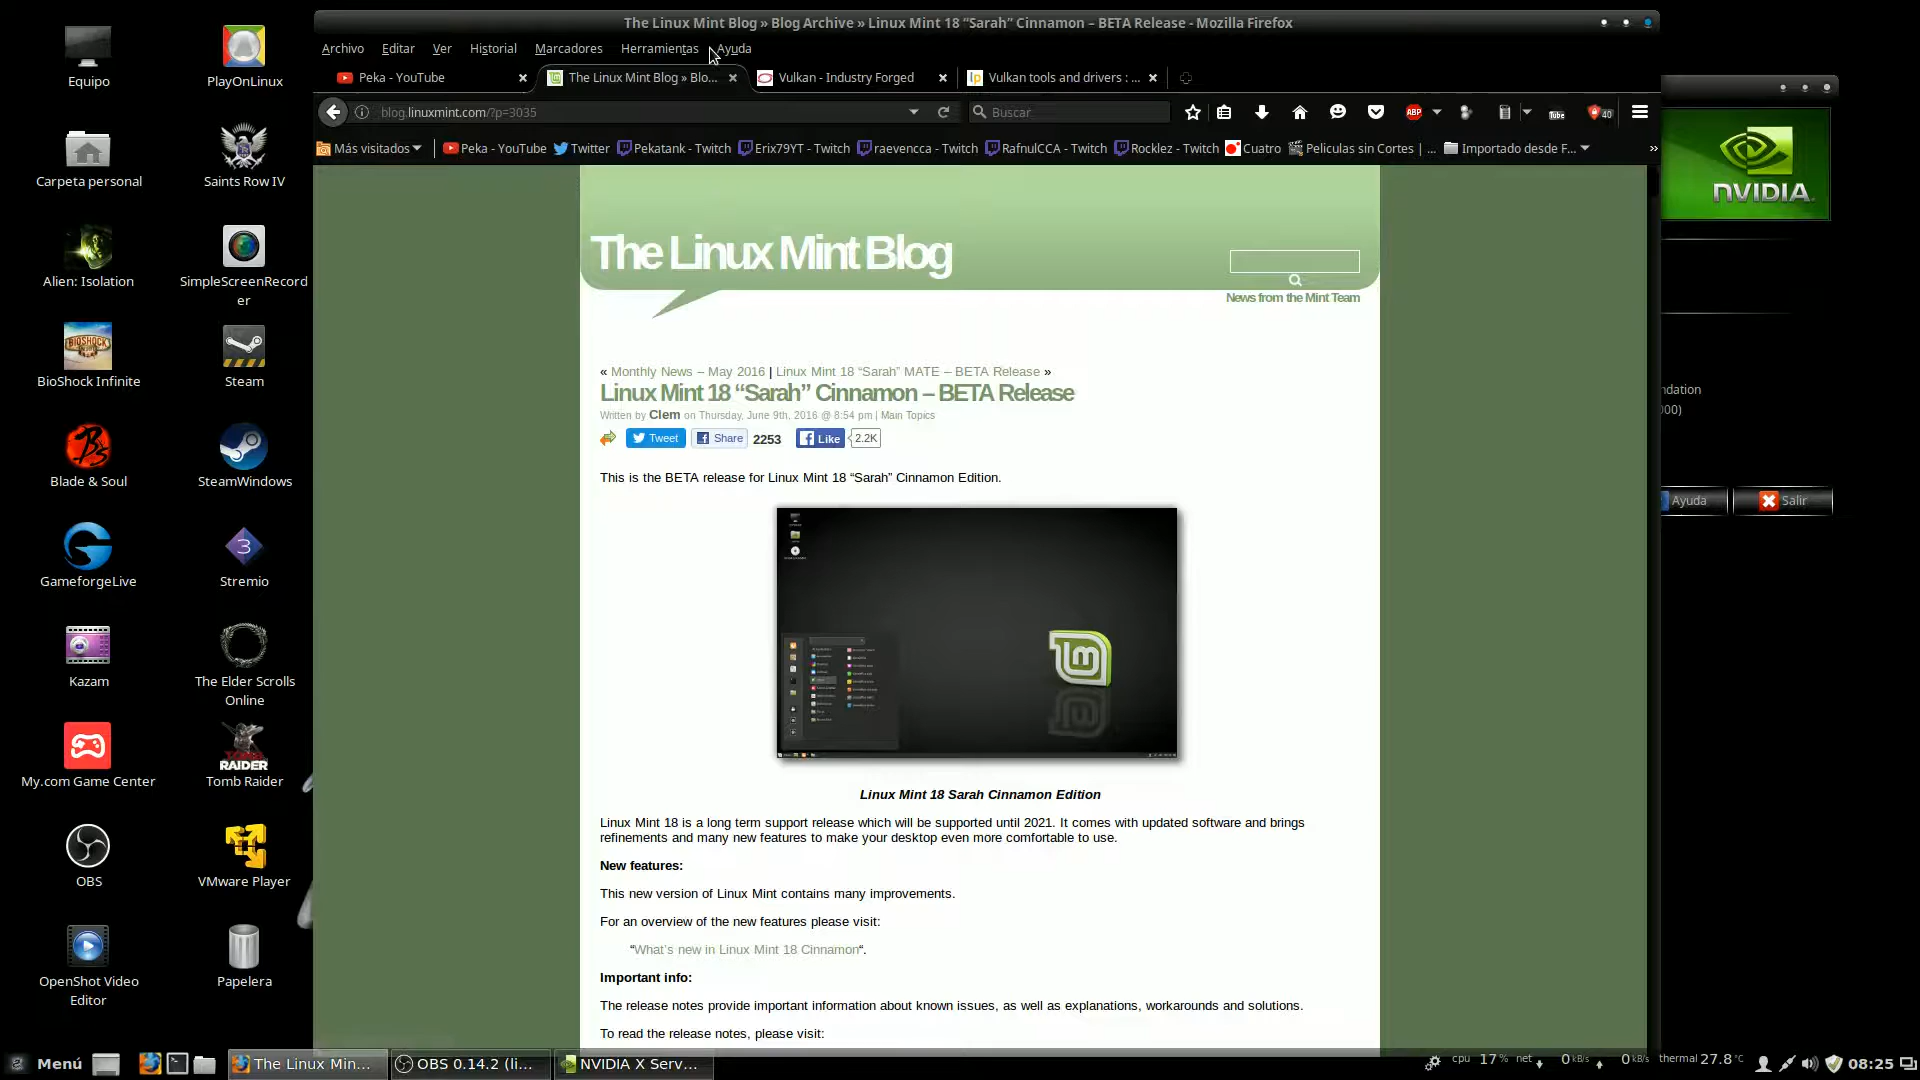 The Linux Mint Blog » Blog Archive » Linux Mint 18 “Sarah” Cinnamon – BETA Release - Mozilla Firefox
Archivo Editar Ver Historial Marcadores Herramientas Ayuda
Peka - YouTube
The Linux Mint Blog » Blo...
Vulkan - Industry Forged
Vulkan tools and drivers : ...
blog.linuxmint.com/?p=3035
Buscar
ABP
Tube
40
Más visitados
Peka - YouTube
Twitter
Pekatank - Twitch
Erix79YT - Twitch
raevencca - Twitch
RafnulCCA - Twitch
Rocklez - Twitch
Cuatro
Peliculas sin Cortes | ...
Importado desde F...
»
The Linux Mint Blog
News from the Mint Team
« Monthly News – May 2016 | Linux Mint 18 “Sarah” MATE – BETA Release »
Linux Mint 18 “Sarah” Cinnamon – BETA Release
Written by Clem on Thursday, June 9th, 2016 @ 8:54 pm | Main Topics
Tweet Share 2253 Like 2.2K
This is the BETA release for Linux Mint 18 “Sarah” Cinnamon Edition.
Linux Mint 18 Sarah Cinnamon Edition
Linux Mint 18 is a long term support release which will be supported until 2021. It comes with updated software and brings
refinements and many new features to make your desktop even more comfortable to use.
New features:
This new version of Linux Mint contains many improvements.
For an overview of the new features please visit:
“What’s new in Linux Mint 18 Cinnamon“.
Important info:
The release notes provide important information about known issues, as well as explanations, workarounds and solutions.
To read the release notes, please visit:
Equipo
PlayOnLinux
Carpeta personal
Saints Row IV
Alien: Isolation
SimpleScreenRecord
er
BIOSHOCK
INFINITE
BioShock Infinite
Steam
Blade & Soul
SteamWindows
GameforgeLive
3
Stremio
Kazam
The Elder Scrolls
Online
My.com Game Center
RAIDER
Tomb Raider
OBS
VMware Player
OpenShot Video
Editor
Papelera
NVIDIA.
ndation
000)
Ayuda
Salir
Menú
The Linux Min...
OBS 0.14.2 (li...
NVIDIA X Serv...
cpu 17% net 0kB/s 0kB/s thermal 27.8°C
08:25